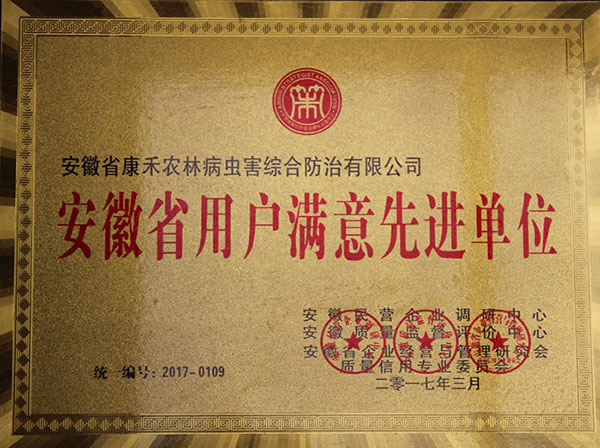 安徽省康禾农林病虫害综合防治有限公司
安徽省用户满意先进单位
安徽民营企业调研中心
安徽质量监督评价中心
安徽省企业经营与管理研究会
质量信用专业委员会
统一编号：2017-0109
二零一七年三月